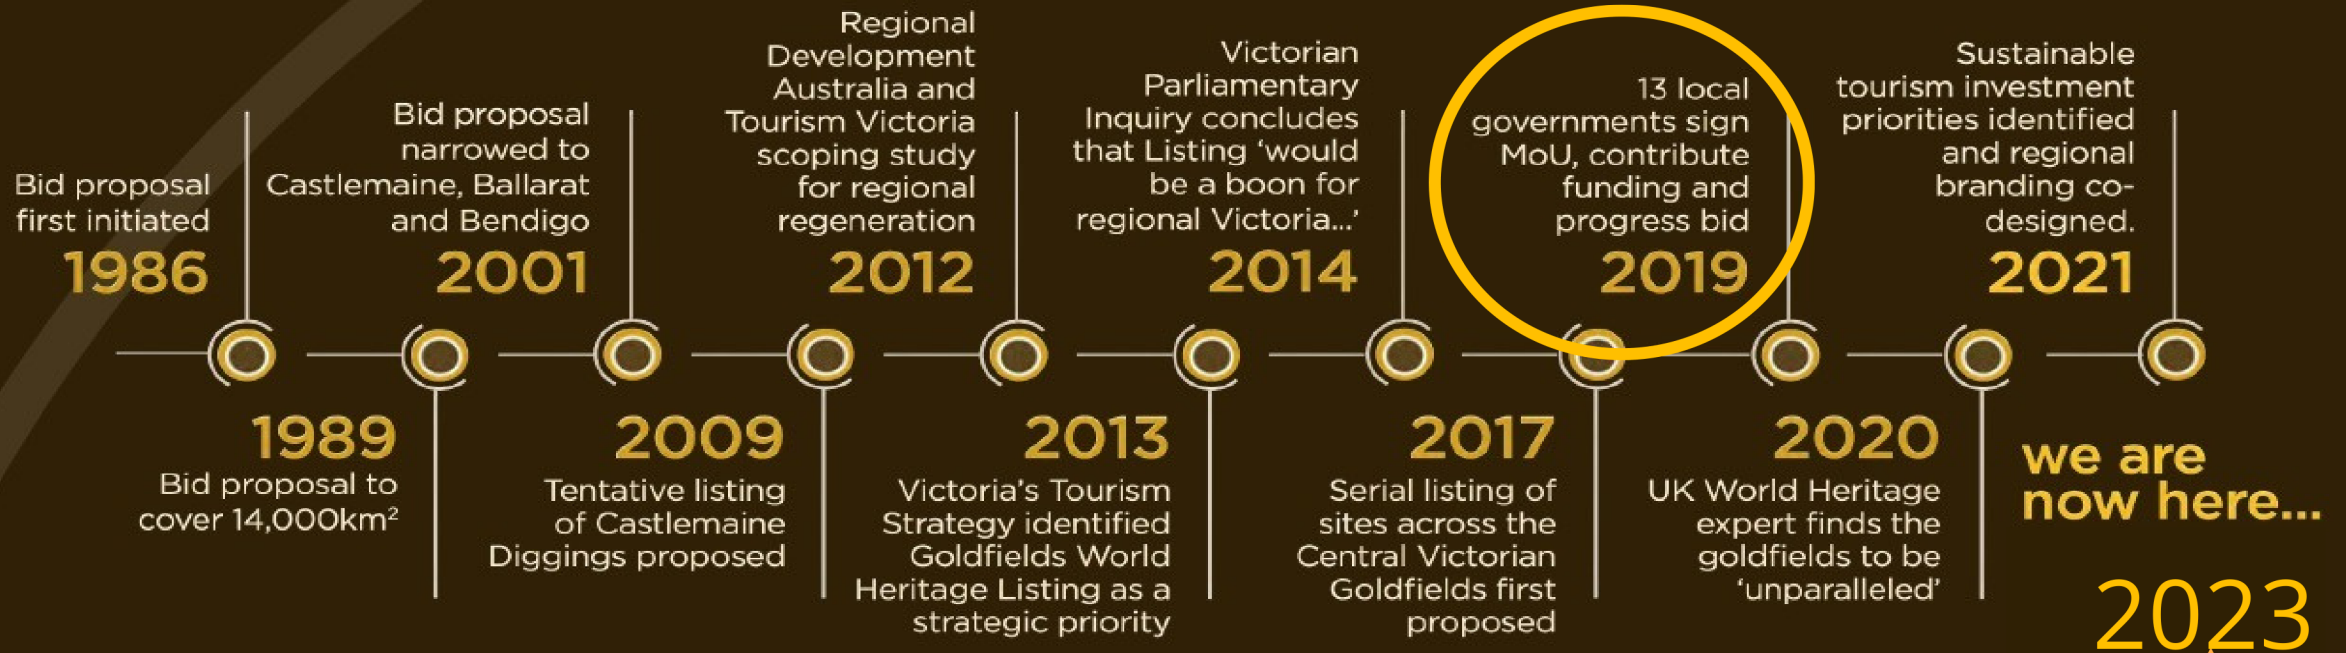 Bid proposal
first initiated
1986
1989
Bid proposal to
cover 14,000km²
Bid proposal
narrowed to
Castlemaine, Ballarat
and Bendigo
2001
2009
Tentative listing
of Castlemaine
Diggings proposed
Regional
Development
Australia and
Tourism Victoria
scoping study
for regional
regeneration
2012
2013
Victoria's Tourism
Strategy identified
Goldfields World
Heritage Listing as a
strategic priority
Victorian
Parliamentary
Inquiry concludes
that Listing ‘would
be a boon for
regional Victoria...’
2014
2017
Serial listing of
sites across the
Central Victorian
Goldfields first
proposed
13 local
governments sign
MoU, contribute
funding and
progress bid
2019
2020
UK World Heritage
expert finds the
goldfields to be
‘unparalleled’
Sustainable
tourism investment
priorities identified
and regional
branding co-
designed.
2021
we are
now here...
2023